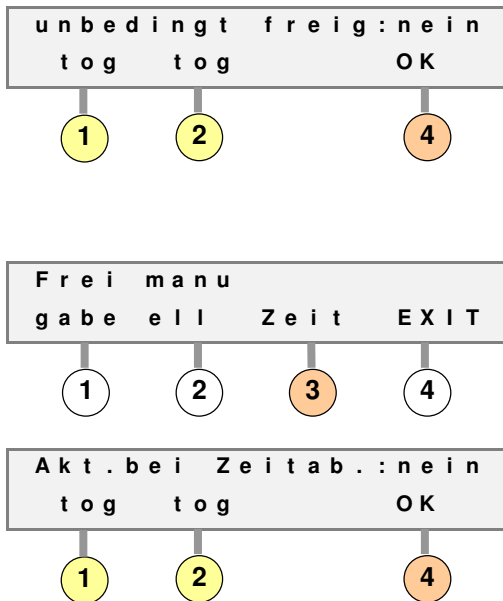 unbedingt freig:nein
tog tog OK
1 2 4
Frei manu
gabe ell Zeit EXIT
1 2 3 4
Akt.bei Zeitab.:nein
tog tog OK
1 2 4